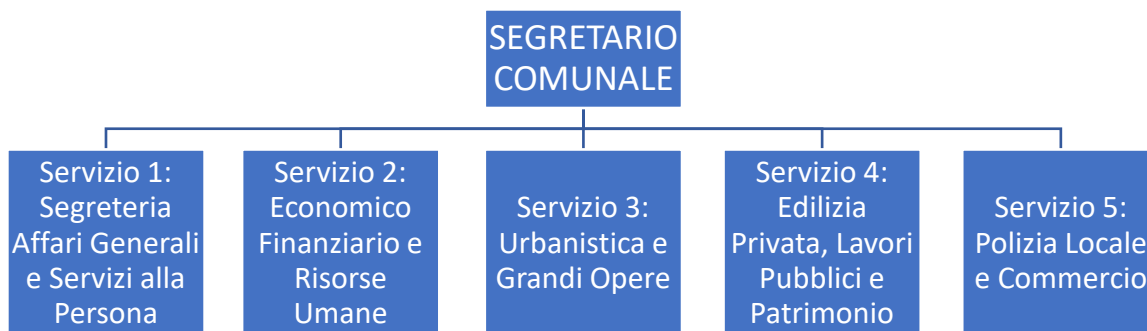 SEGRETARIO
COMUNALE
Servizio 1:
Segreteria
Affari Generali
e Servizi alla
Persona
Servizio 2:
Economico
Finanziario e
Risorse
Umane
Servizio 3:
Urbanistica e
Grandi Opere
Servizio 4:
Edilizia
Privata, Lavori
Pubblici e
Patrimonio
Servizio 5:
Polizia Locale
e Commercio